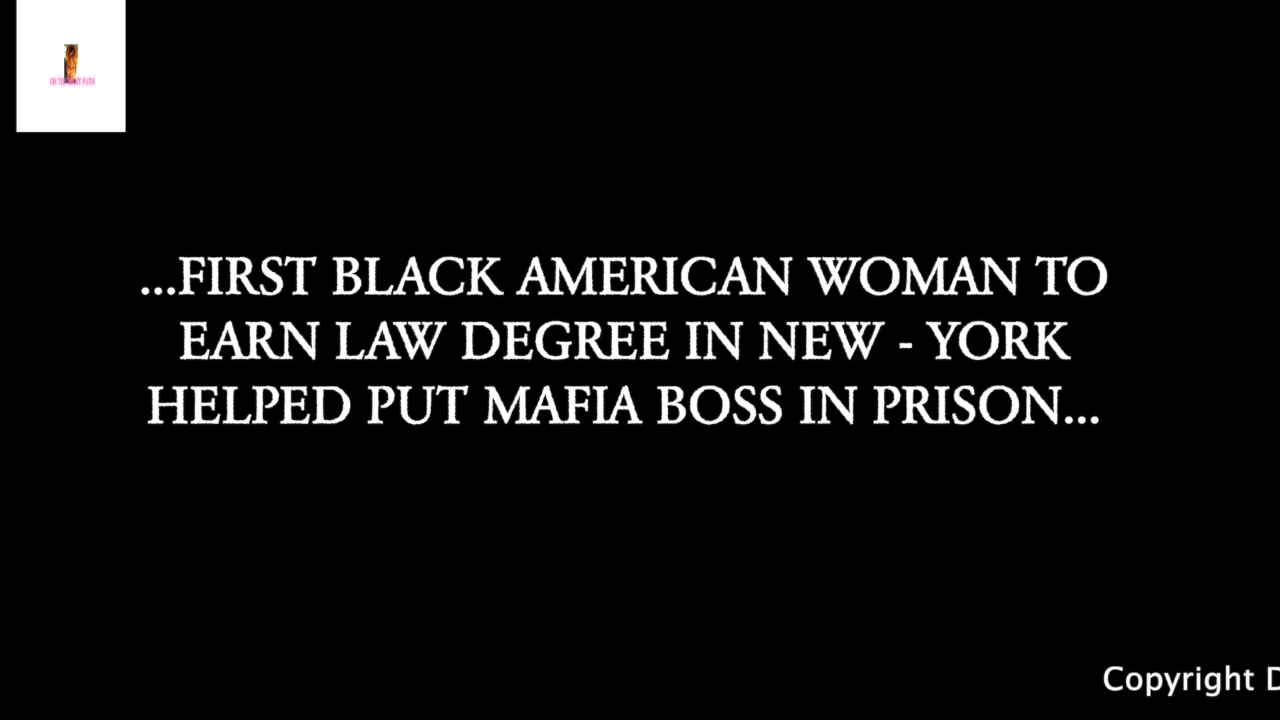 ...FIRST BLACK AMERICAN WOMAN TO
EARN LAW DEGREE IN NEW - YORK
HELPED PUT MAFIA BOSS IN PRISON...
Copyright D